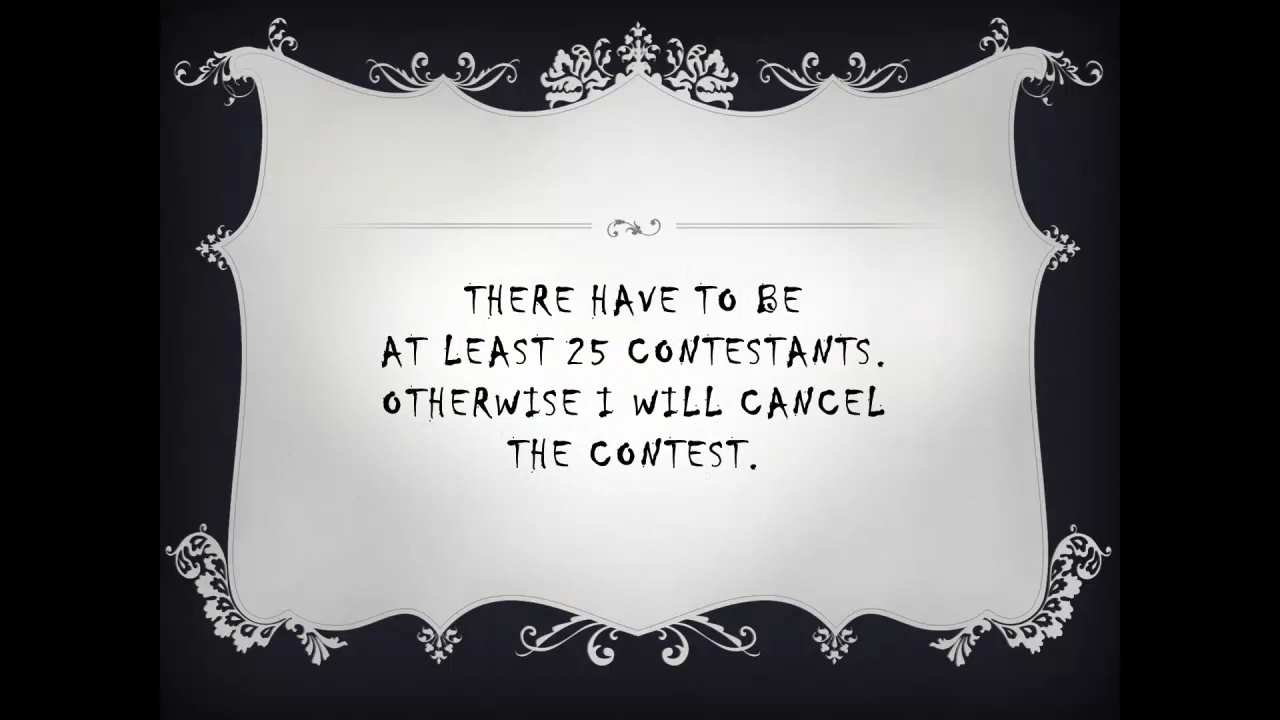 THERE HAVE TO BE
AT LEAST 25 CONTESTANTS.
OTHERWISE I WILL CANCEL
THE CONTEST.